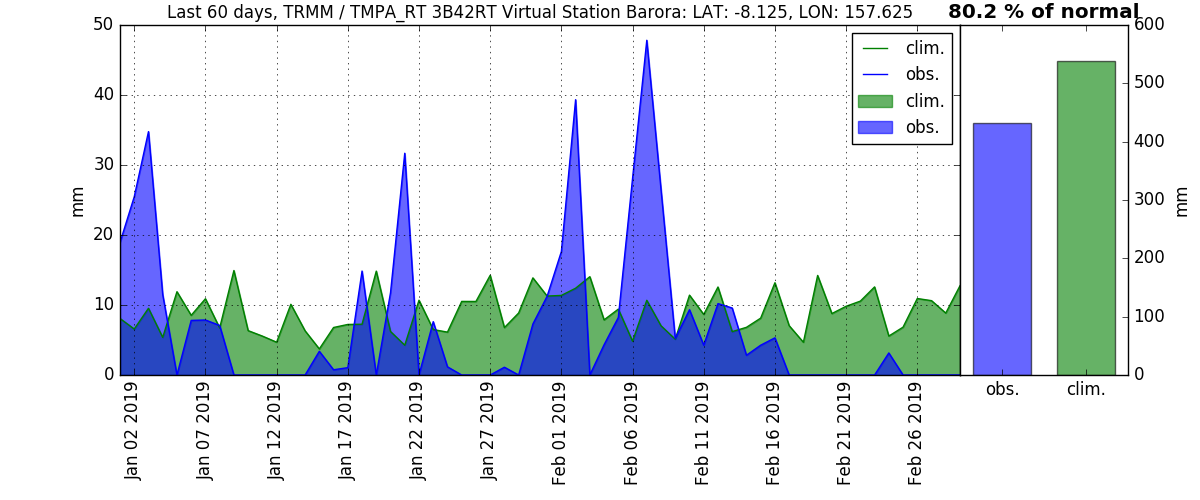 Last 60 days, TRMM / TMPA_RT 3B42RT Virtual Station Barora: LAT: -8.125, LON: 157.625
80.2 % of normal
50
40
30
20
10
0
mm
clim.
obs.
clim.
obs.
600
500
400
300
200
100
0
mm
obs.
clim.
Jan 02 2019
Jan 07 2019
Jan 12 2019
Jan 17 2019
Jan 22 2019
Jan 27 2019
Feb 01 2019
Feb 06 2019
Feb 11 2019
Feb 16 2019
Feb 21 2019
Feb 26 2019